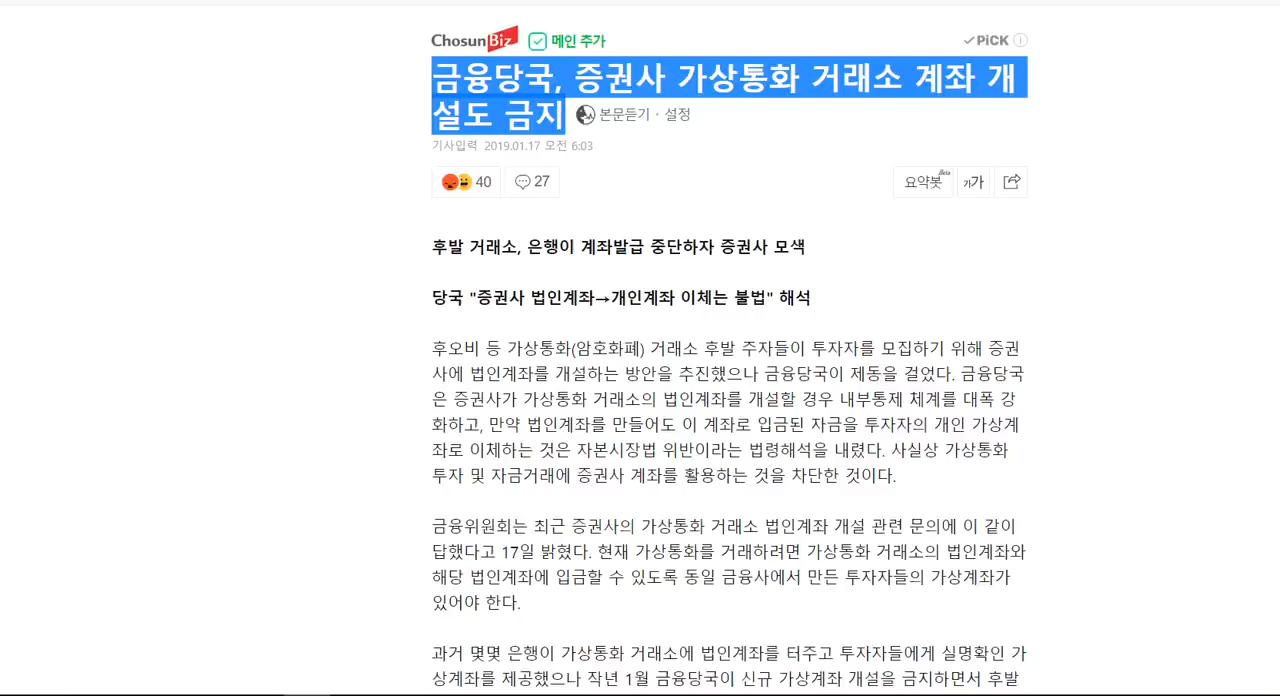 ChosunBiz 메인 추가 PiCK
금융당국, 증권사 가상통화 거래소 계좌 개
설도 금지 본문듣기 · 설정
기사입력 2019.01.17 오전 6:03
40 27 요약봇 Beta 가가
후발 거래소, 은행이 계좌발급 중단하자 증권사 모색
당국 "증권사 법인계좌→개인계좌 이체는 불법" 해석
후오비 등 가상통화(암호화폐) 거래소 후발 주자들이 투자자를 모집하기 위해 증권
사에 법인계좌를 개설하는 방안을 추진했으나 금융당국이 제동을 걸었다. 금융당국
은 증권사가 가상통화 거래소의 법인계좌를 개설할 경우 내부통제 체계를 대폭 강
화하고, 만약 법인계좌를 만들어도 이 계좌로 입금된 자금을 투자자의 개인 가상계
좌로 이체하는 것은 자본시장법 위반이라는 법령해석을 내렸다. 사실상 가상통화
투자 및 자금거래에 증권사 계좌를 활용하는 것을 차단한 것이다.
금융위원회는 최근 증권사의 가상통화 거래소 법인계좌 개설 관련 문의에 이 같이
답했다고 17일 밝혔다. 현재 가상통화를 거래하려면 가상통화 거래소의 법인계좌와
해당 법인계좌에 입금할 수 있도록 동일 금융사에서 만든 투자자들의 가상계좌가
있어야 한다.
과거 몇몇 은행이 가상통화 거래소에 법인계좌를 터주고 투자자들에게 실명확인 가
상계좌를 제공했으나 작년 1월 금융당국이 신규 가상계좌 개설을 금지하면서 후발